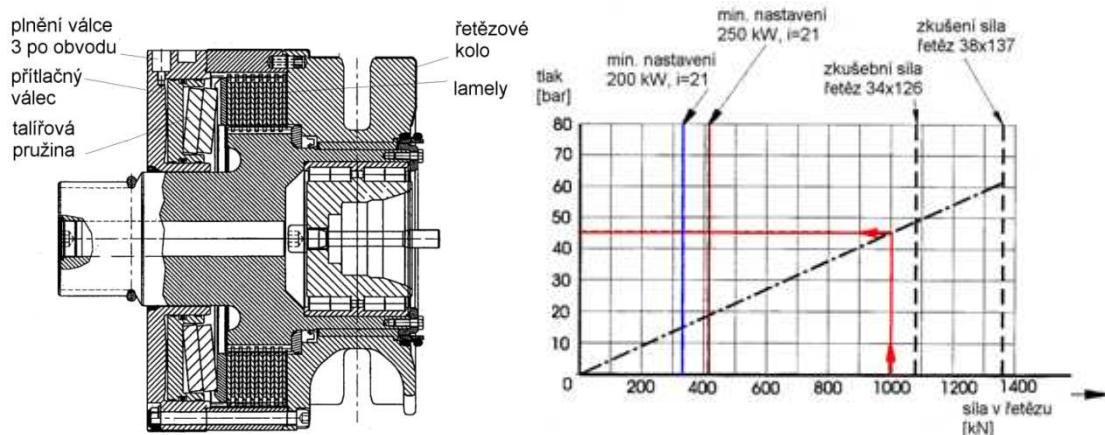 plnění válce
3 po obvodu
přítlačný
válec
talířová
pružina
řetězové
kolo
lamely
min. nastavení
250 kW, i=21
min. nastavení
200 kW, i=21
zkušení síla
řetěz 38x137
zkušební síla
řetěz 34x126
tlak
[bar]
80
70
60
50
40
30
20
10
0
200
400
600
800
1000
1200
1400
síla v řetězu
[kN]